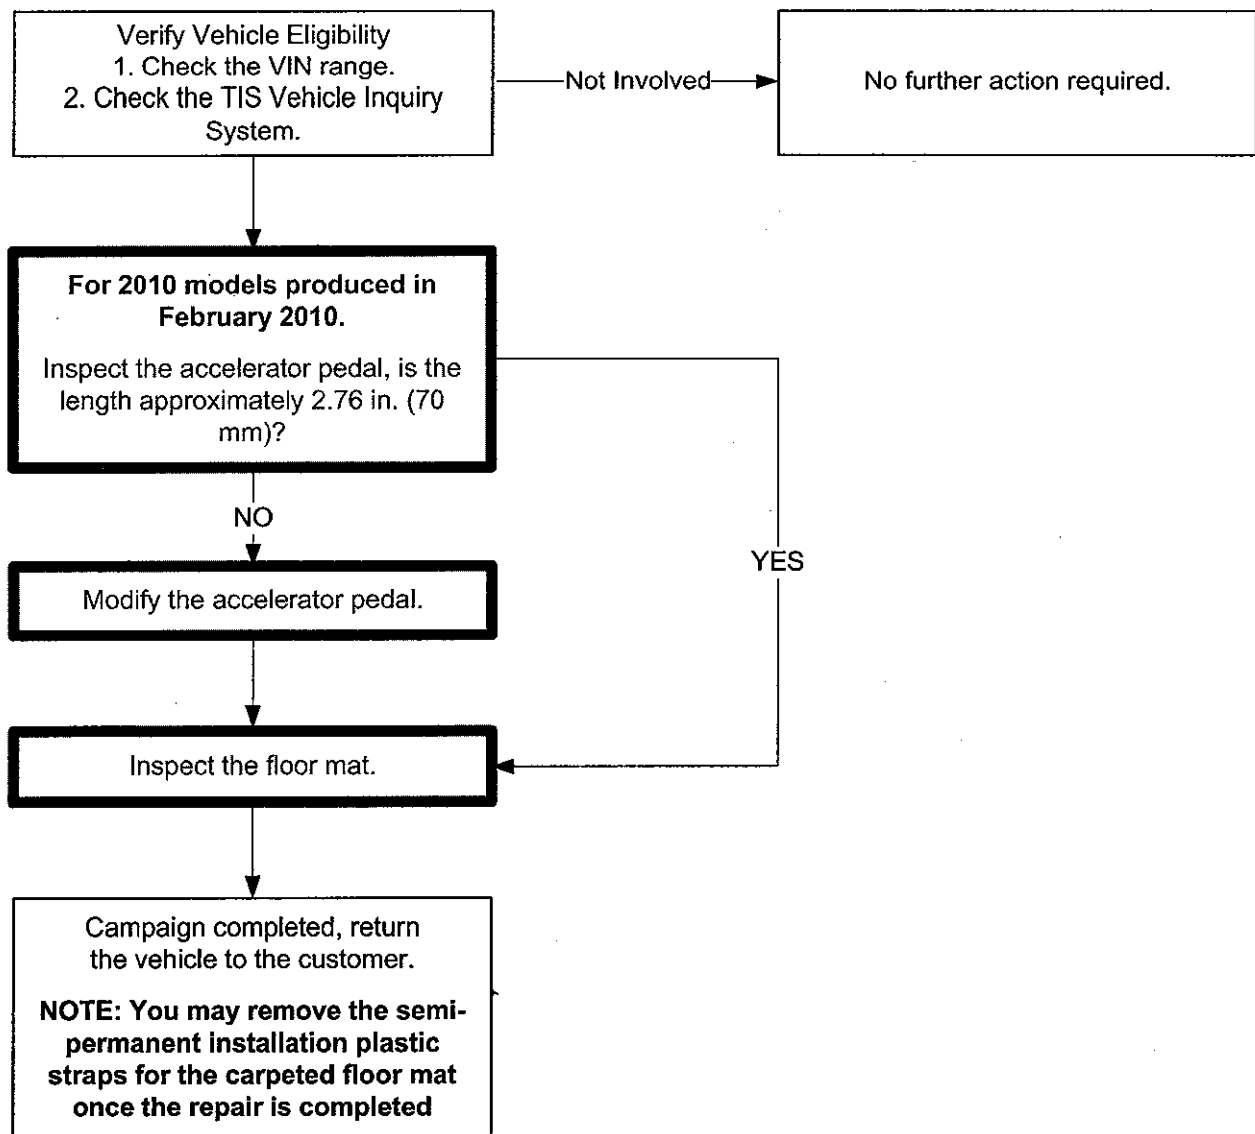 Verify Vehicle Eligibility
1. Check the VIN range.
2. Check the TIS Vehicle Inquiry
System.
Not Involved
No further action required.
For 2010 models produced in
February 2010.
Inspect the accelerator pedal, is the
length approximately 2.76 in. (70
mm)?
NO
YES
Modify the accelerator pedal.
Inspect the floor mat.
Campaign completed, return
the vehicle to the customer.
NOTE: You may remove the semi-
permanent installation plastic
straps for the carpeted floor mat
once the repair is completed